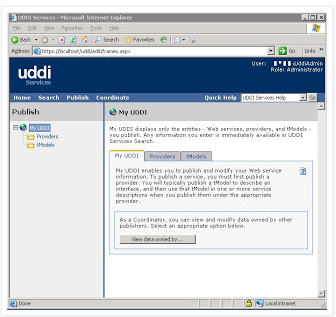 UDDI Services - Microsoft Internet Explorer
File Edit View Favorites Tools Help
Back Search Favorites
Address https://localhost/uddi/edit/frames.aspx Go Links
uddi
Services
User: \UddiAdmin
Role: Administrator
Home Search Publish Coordinate Quick Help UDDI Services Help Go
Publish
My UDDI
Providers
tModels
My UDDI
My UDDI displays only the entities - Web services, providers, and tModels -
you publish. Any information you enter is immediately available in UDDI
Services Search.
My UDDI Providers tModels
My UDDI enables you to publish and modify your Web service
information. To publish a service, you must first publish a
provider. You will typically publish a tModel to describe an
interface, and then use that tModel in one or more service
descriptions when you publish them under the appropriate
provider.
As a Coordinator, you can view and modify data owned by other
publishers. Select an appropriate option below.
View data owned by...
Done
Local intranet